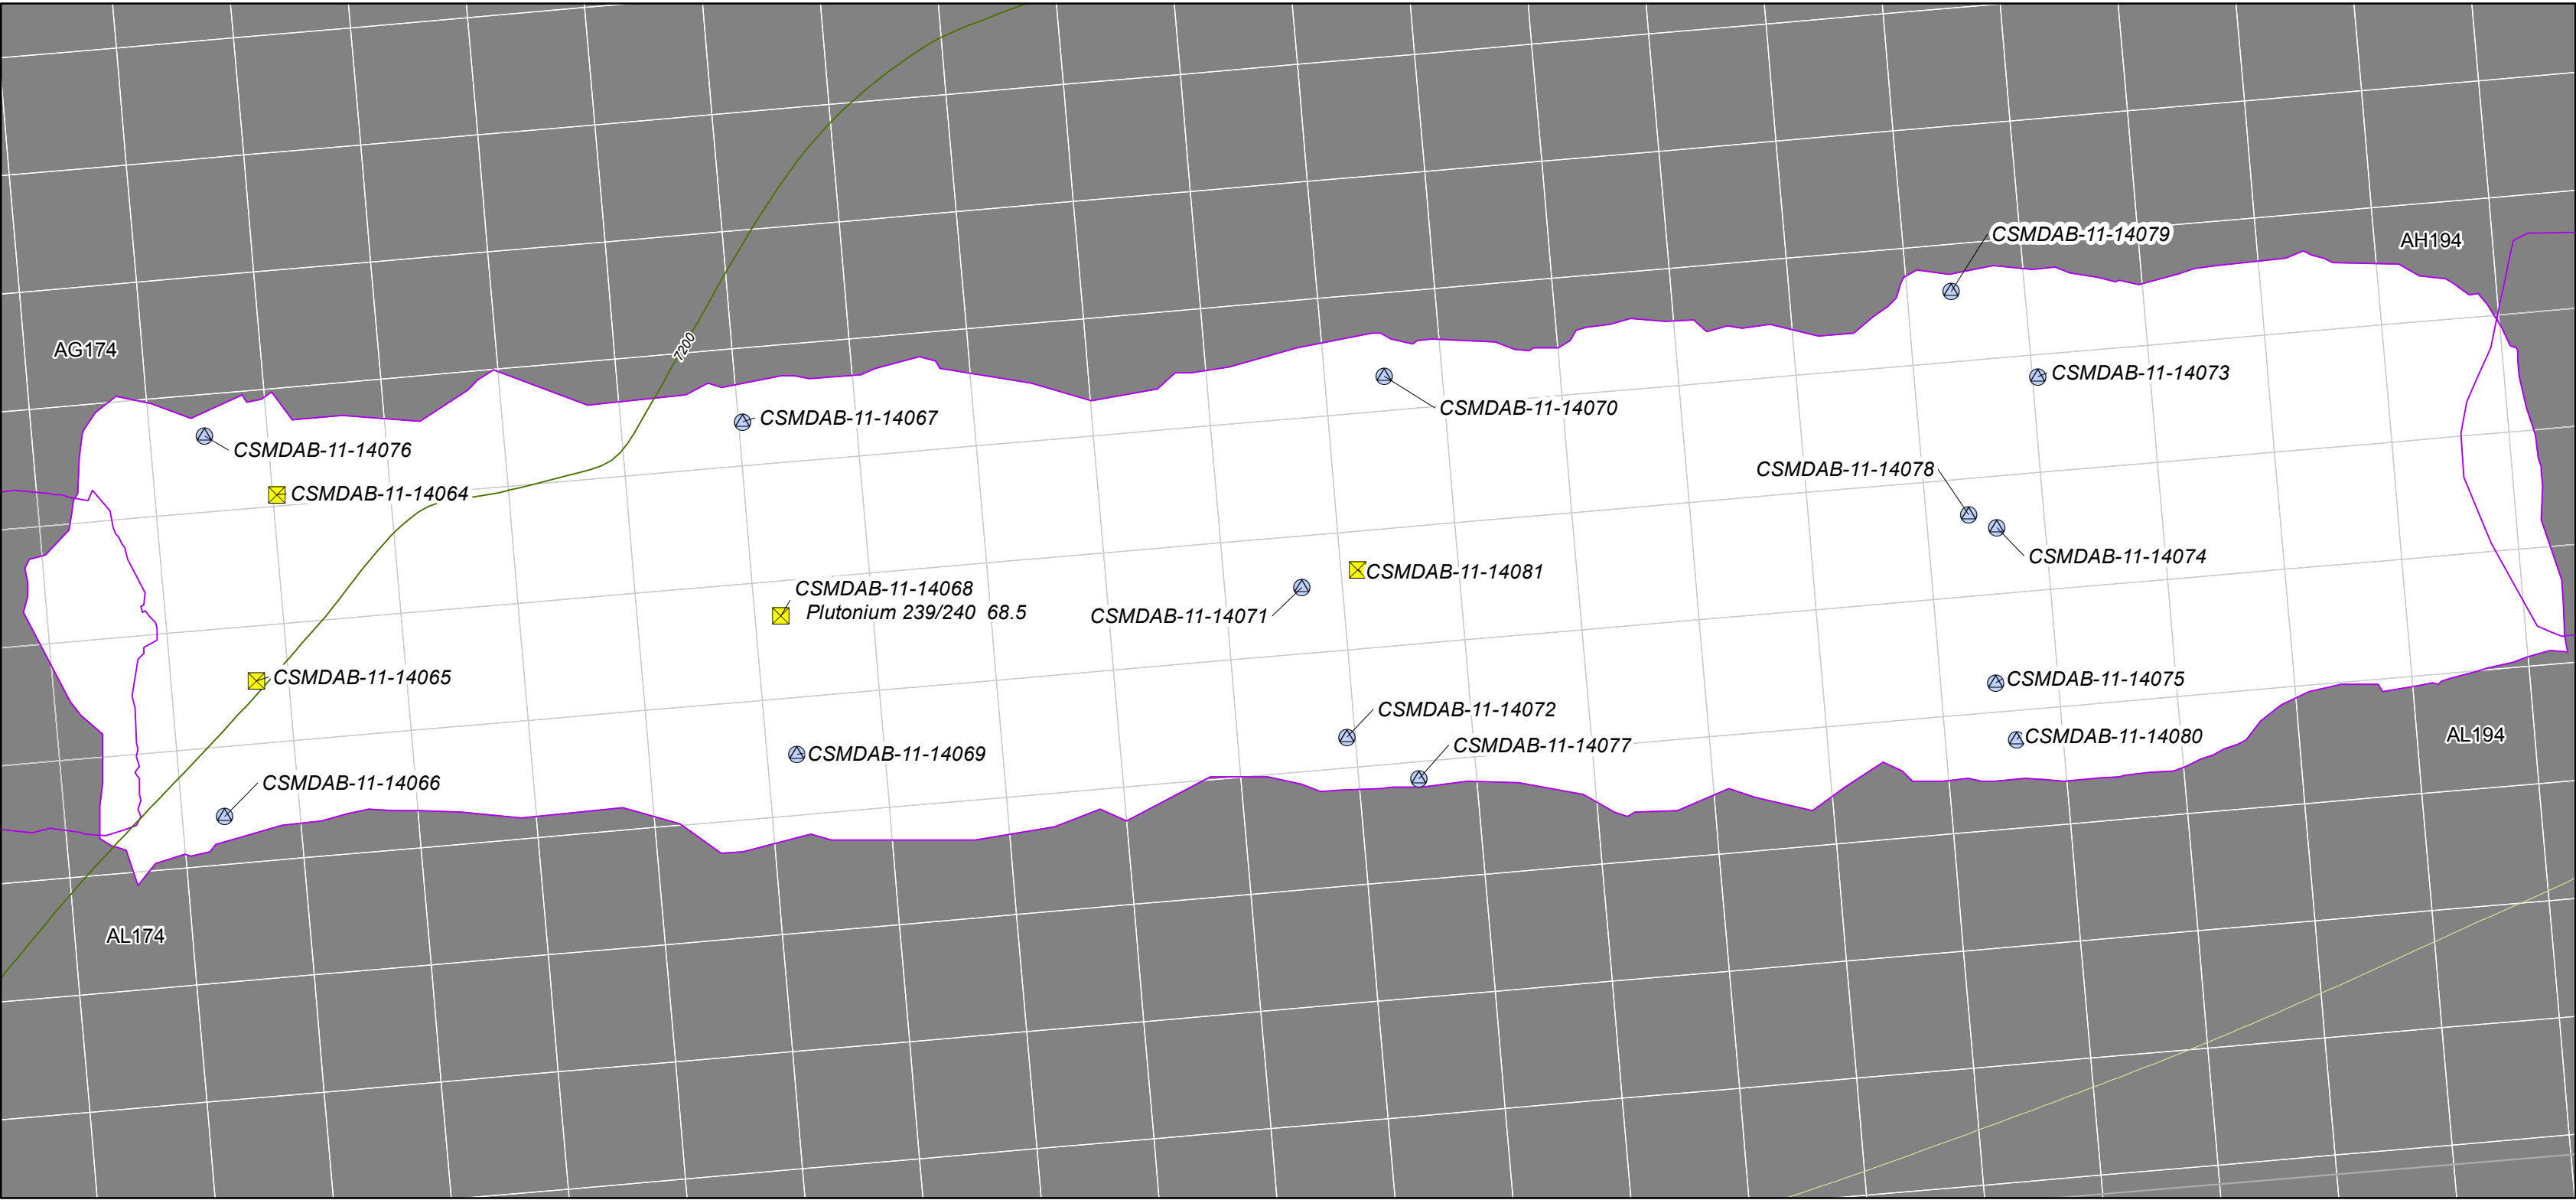 CSMDAB-11-14079
AH194
7200
AG174
CSMDAB-11-14073
CSMDAB-11-14070
CSMDAB-11-14067
CSMDAB-11-14076
CSMDAB-11-14078
CSMDAB-11-14064
CSMDAB-11-14074
CSMDAB-11-14081
CSMDAB-11-14068
Plutonium 239/240 68.5
CSMDAB-11-14071
CSMDAB-11-14065
CSMDAB-11-14075
CSMDAB-11-14072
AL194
CSMDAB-11-14080
CSMDAB-11-14077
CSMDAB-11-14069
CSMDAB-11-14066
AL174